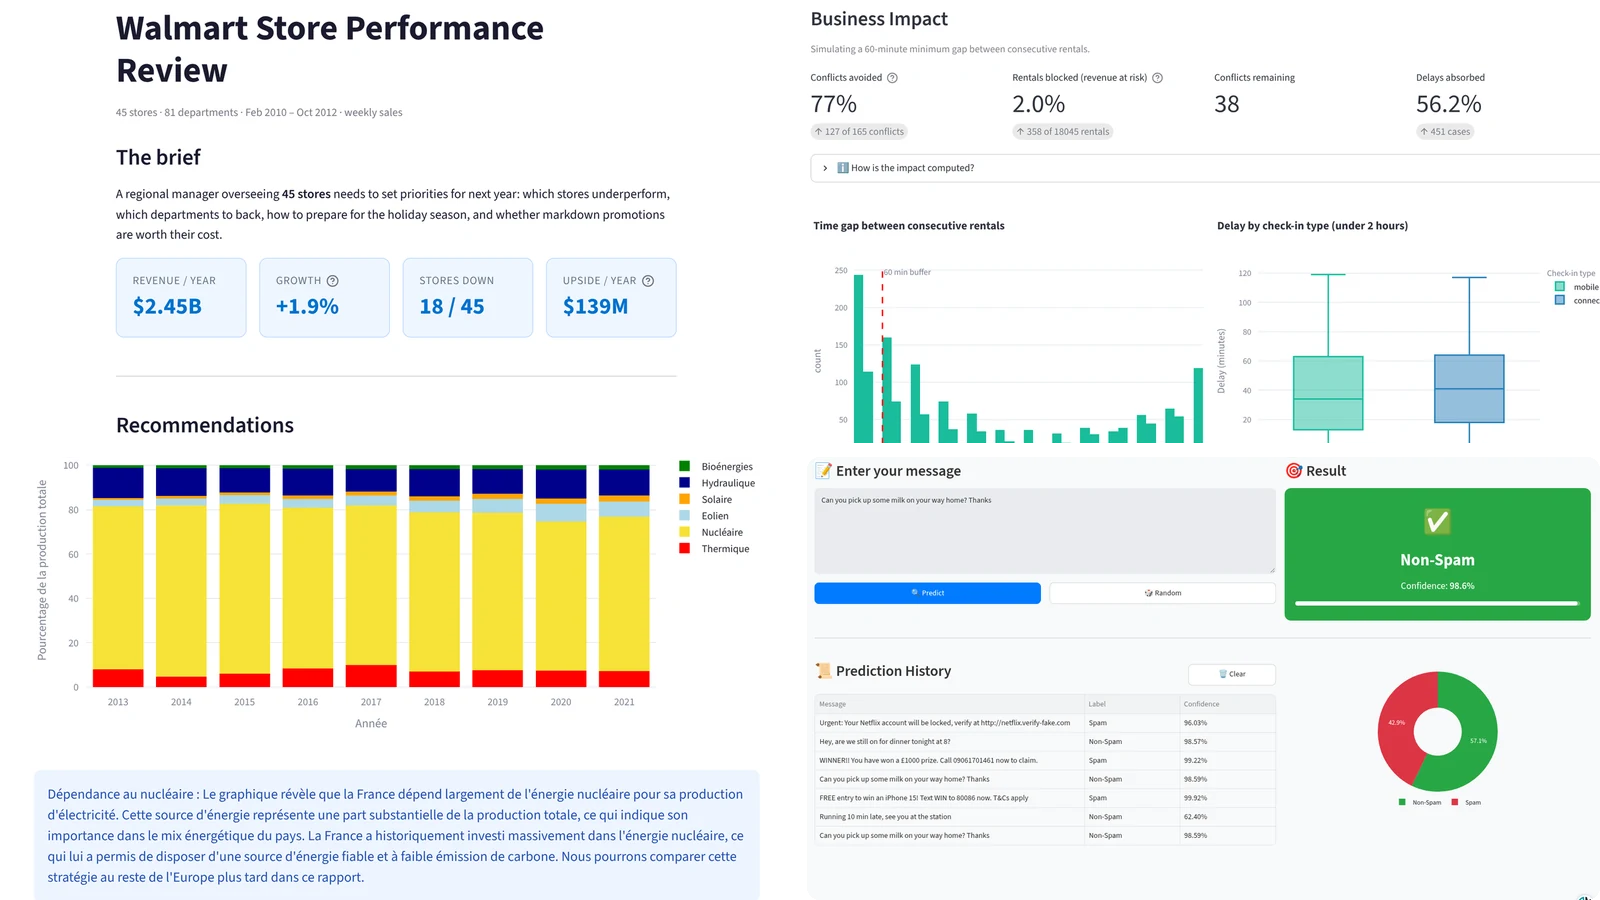 Walmart Store Performance
Review
45 stores · 81 departments · Feb 2010 – Oct 2012 · weekly sales
The brief
A regional manager overseeing 45 stores needs to set priorities for next year: which stores underperform,
which departments to back, how to prepare for the holiday season, and whether markdown promotions
are worth their cost.
REVENUE / YEAR
$2.45B
GROWTH
+1.9%
STORES DOWN
18 / 45
UPSIDE / YEAR
$139M
Recommendations
Business Impact
Simulating a 60-minute minimum gap between consecutive rentals.
Conflicts avoided
77%
↑ 127 of 165 conflicts
Rentals blocked (revenue at risk)
2.0%
↑ 358 of 18045 rentals
Conflicts remaining
38
Delays absorbed
56.2%
↑ 451 cases
How is the impact computed?
Time gap between consecutive rentals
60 min buffer
250
200
150
100
50
count
Delay by check-in type (under 2 hours)
120
100
80
60
40
20
Delay (minutes)
Check-in type
mobile
connec
100
80
60
40
20
0
Pourcentage de la production totale
2013 2014 2015 2016 2017 2018 2019 2020 2021
Année
Bioénergies
Hydraulique
Solaire
Eolien
Nucléaire
Thermique
Dépendance au nucléaire : Le graphique révèle que la France dépend largement de l'énergie nucléaire pour sa production
d'électricité. Cette source d'énergie représente une part substantielle de la production totale, ce qui indique son
importance dans le mix énergétique du pays. La France a historiquement investi massivement dans l'énergie nucléaire, ce
qui lui a permis de disposer d'une source d'énergie fiable et à faible émission de carbone. Nous pourrons comparer cette
stratégie au reste de l'Europe plus tard dans ce rapport.
Enter your message
Can you pick up some milk on your way home? Thanks
Predict
Random
Result
Non-Spam
Confidence: 98.6%
Prediction History
Clear
Message Label Confidence
Urgent: Your Netflix account will be locked, verify at http://netflix.verify-fake.com Spam 96.03%
Hey, are we still on for dinner tonight at 8? Non-Spam 98.57%
WINNER!! You have won a £1000 prize. Call 09061701461 now to claim. Spam 99.22%
Can you pick up some milk on your way home? Thanks Non-Spam 98.59%
FREE entry to win an iPhone 15! Text WIN to 80086 now. T&Cs apply Spam 99.92%
Running 10 min late, see you at the station Non-Spam 62.40%
Can you pick up some milk on your way home? Thanks Non-Spam 98.59%
42.9%
57.1%
Non-Spam Spam